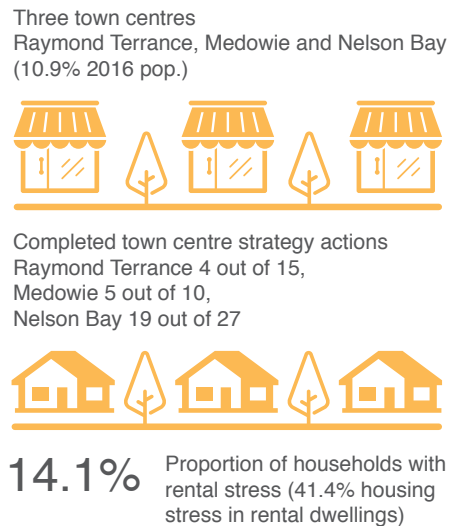 Three town centres
Raymond Terrance, Medowie and Nelson Bay
(10.9% 2016 pop.)
Completed town centre strategy actions
Raymond Terrance 4 out of 15,
Medowie 5 out of 10,
Nelson Bay 19 out of 27
14.1%
Proportion of households with
rental stress (41.4% housing
stress in rental dwellings)